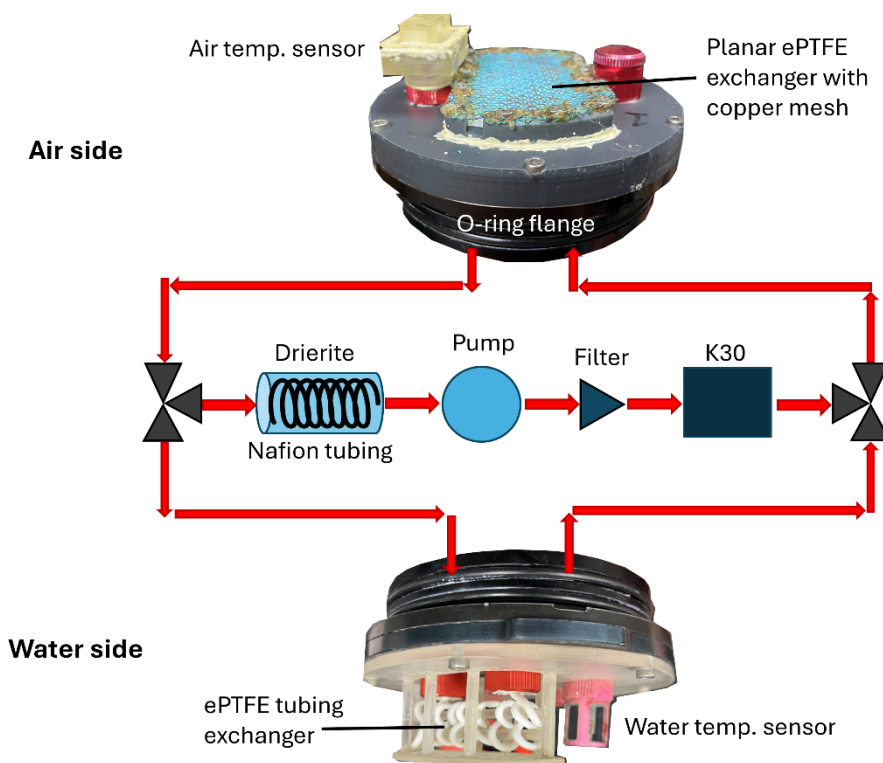 Air temp. sensor
Planar ePTFE
exchanger with
copper mesh
Air side
O-ring flange
Drierite
Pump
Filter
K30
Nafion tubing
Water side
ePTFE tubing
exchanger
Water temp. sensor